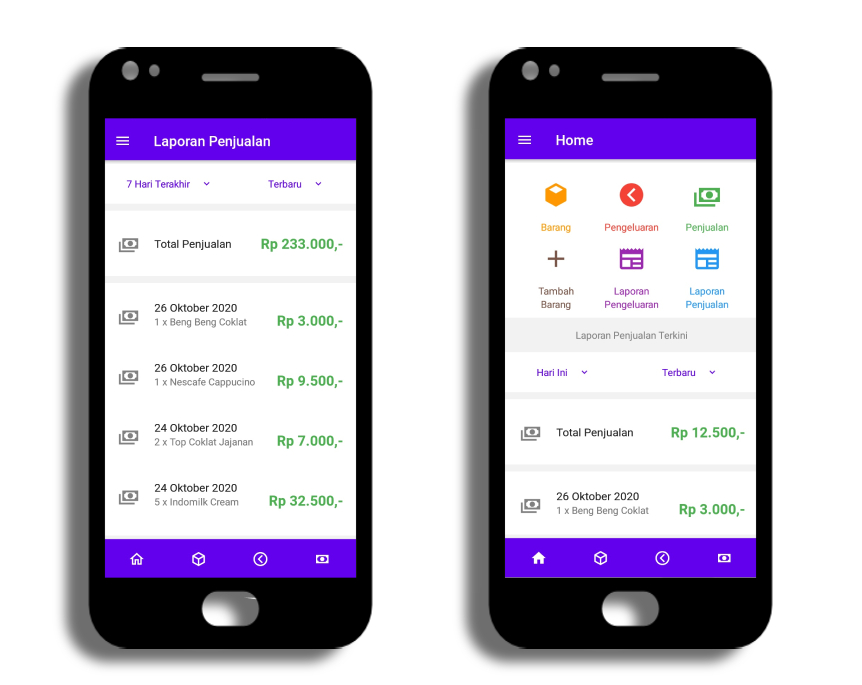 Laporan Penjualan
7 Hari Terakhir
Terbaru
Total Penjualan
Rp 233.000,-
26 Oktober 2020
1 x Beng Beng Coklat
Rp 3.000,-
26 Oktober 2020
1 x Nescafe Cappucino
Rp 9.500,-
24 Oktober 2020
2 x Top Coklat Jajanan
Rp 7.000,-
24 Oktober 2020
5 x Indomilk Cream
Rp 32.500,-
Home
Barang
Pengeluaran
Penjualan
Tambah
Barang
Laporan
Pengeluaran
Laporan
Penjualan
Laporan Penjualan Terkini
Hari Ini
Terbaru
Total Penjualan
Rp 12.500,-
26 Oktober 2020
1 x Beng Beng Coklat
Rp 3.000,-